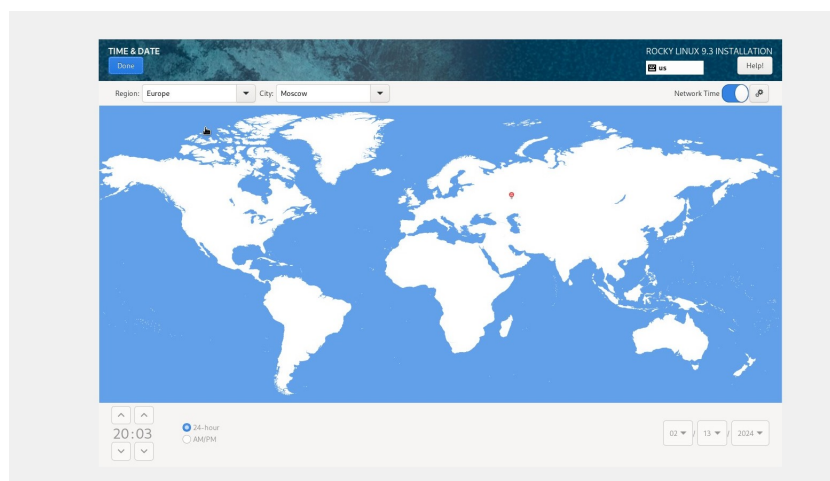 TIME & DATE
ROCKY LINUX 9.3 INSTALLATION
Done
us
Help!
Region: Europe City: Moscow Network Time
20:03
24-hour
AM/PM
02 / 13 / 2024